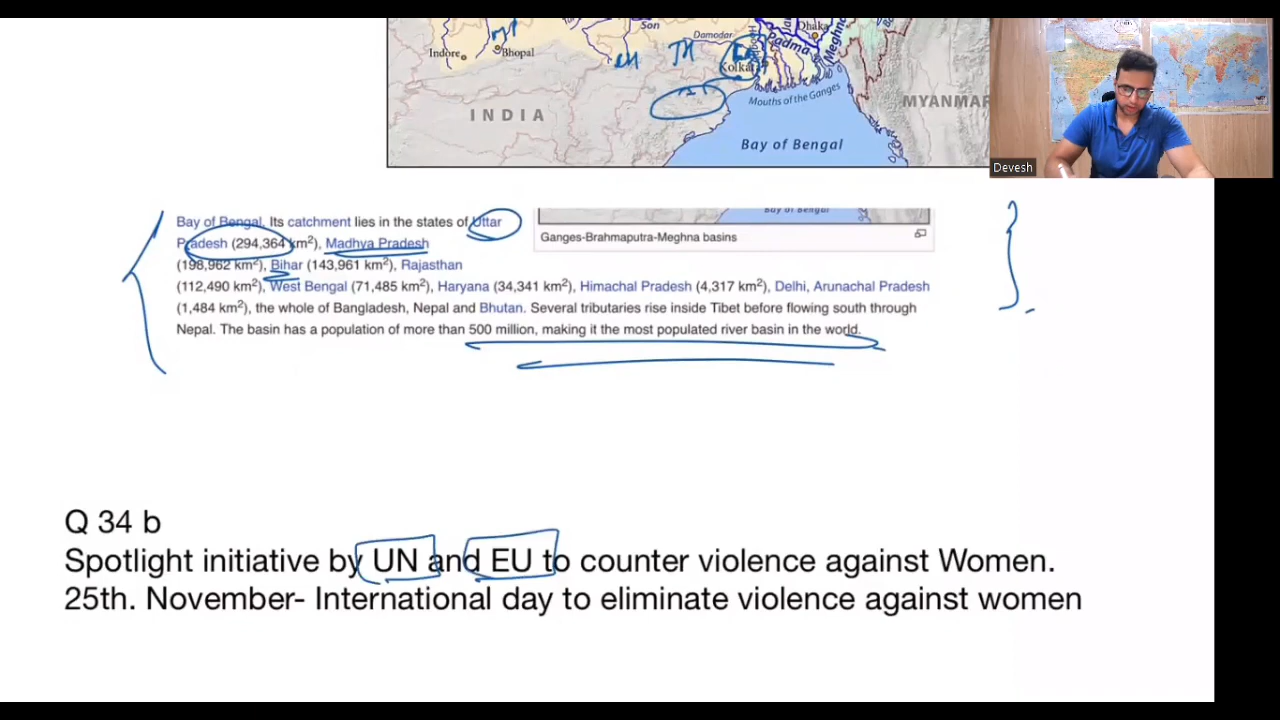 Son
Dhaka
Damodar
Padma
Meghna
Indore
Bhopal
Kolkata
Mouths of the Ganges
INDIA
MYANMAR
Bay of Bengal
Devesh
Bay of Bengal. Its catchment lies in the states of Uttar
Pradesh (294,364 km²), Madhya Pradesh
(198,962 km²), Bihar (143,961 km²), Rajasthan
(112,490 km²), West Bengal (71,485 km²), Haryana (34,341 km²), Himachal Pradesh (4,317 km²), Delhi, Arunachal Pradesh
(1,484 km²), the whole of Bangladesh, Nepal and Bhutan. Several tributaries rise inside Tibet before flowing south through
Nepal. The basin has a population of more than 500 million, making it the most populated river basin in the world.
Bay of Bengal
Ganges-Brahmaputra-Meghna basins
Q 34 b
Spotlight initiative by UN and EU to counter violence against Women.
25th. November- International day to eliminate violence against women